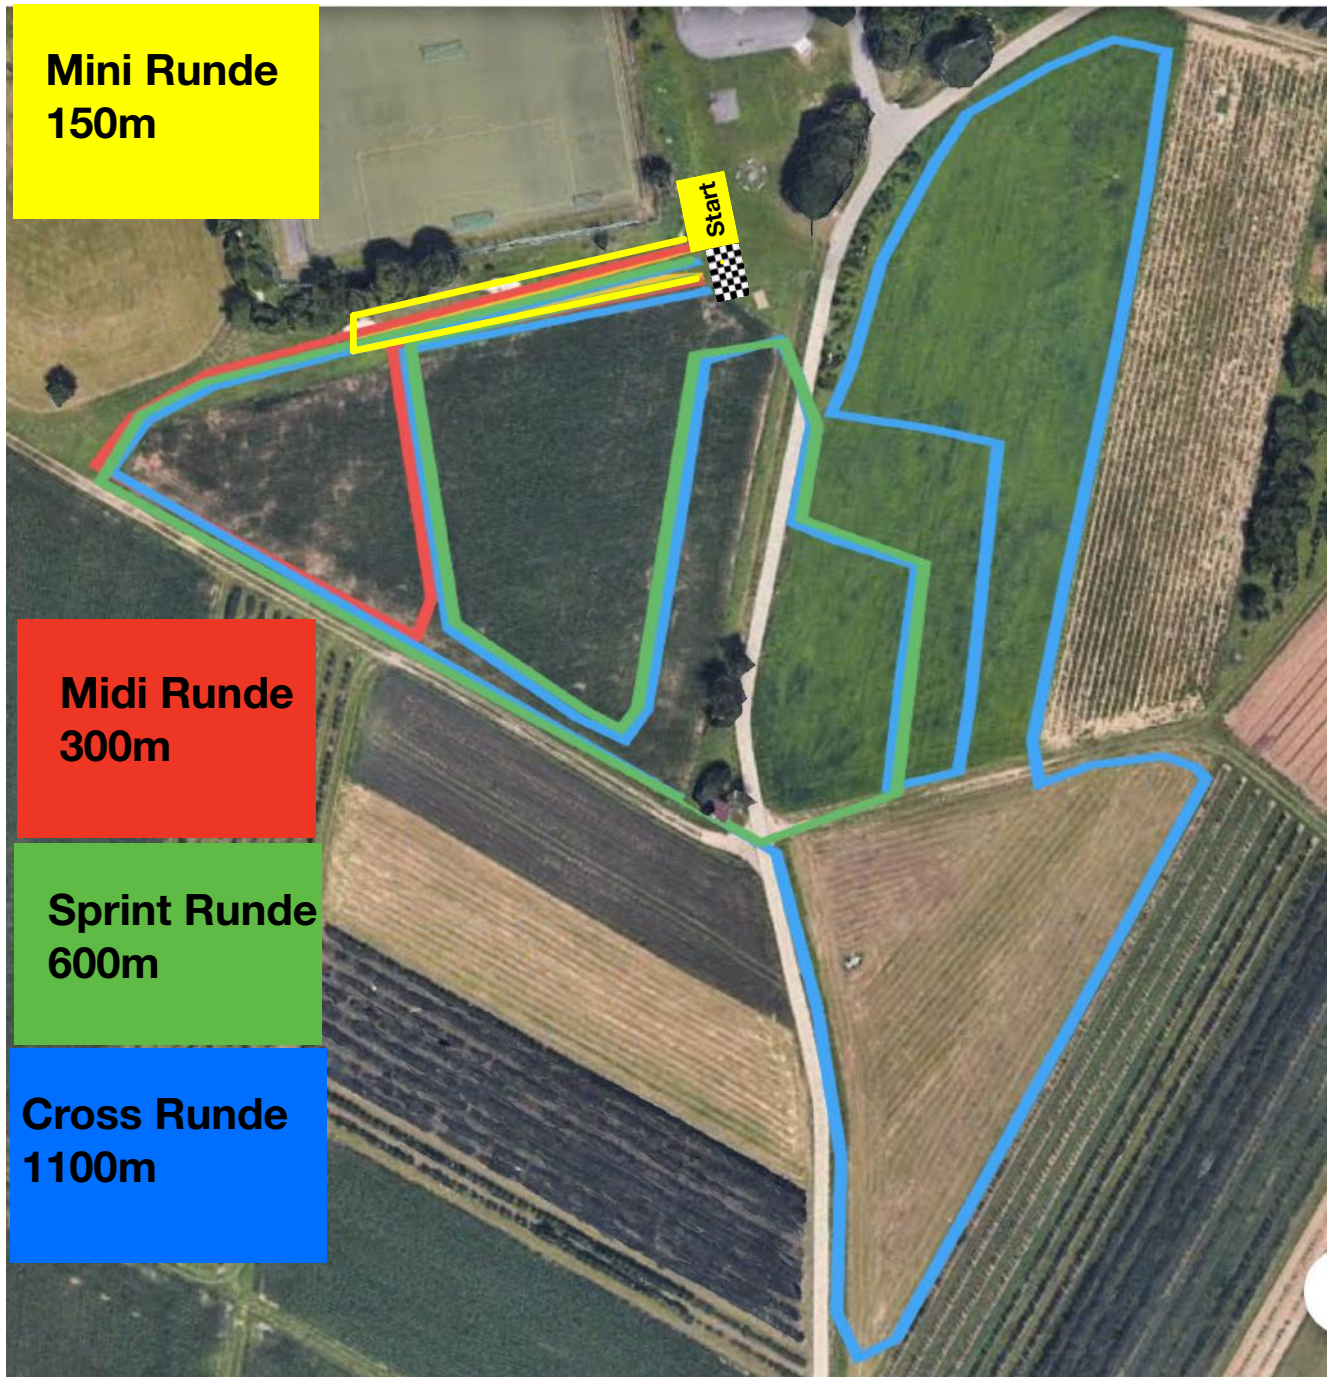 Mini Runde
150m
Start
Midi Runde
300m
Sprint Runde
600m
Cross Runde
1100m